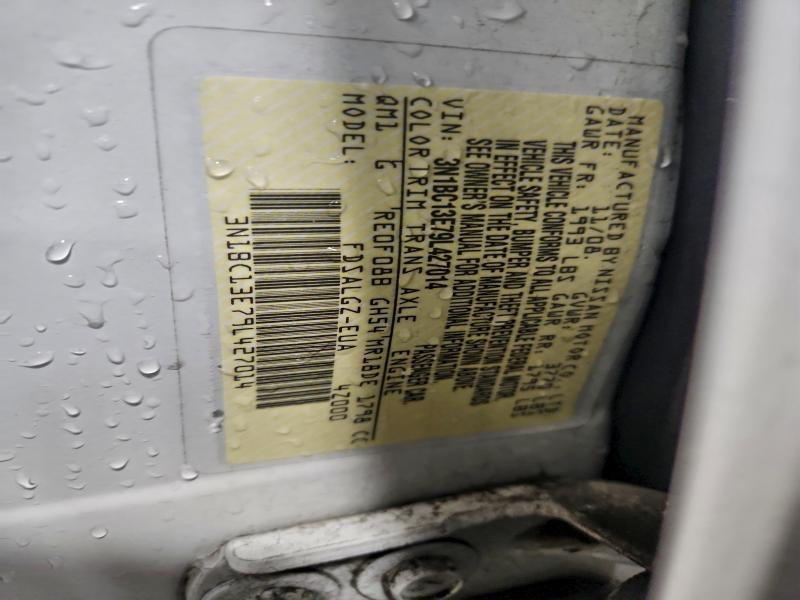 MANUFACTURED BY NISSAN MOTOR CO., LTD.
DATE: 11/08. GVWR:
GAWR FR: 1993 LBS GAWR RR: LBS
THIS VEHICLE CONFORMS TO ALL APPLICABLE FEDERAL MOTOR
VEHICLE SAFETY, BUMPER AND THEFT PREVENTION STANDARDS
IN EFFECT ON THE DATE OF MANUFACTURE SHOWN ABOVE.
SEE OWNER'S MANUAL FOR ADDITIONAL INFORMATION.
VIN: 3N1BC13E79L427014 PASSENGER CAR
COLOR TRIM TRANS AXLE ENGINE
QM1 G RE0F08B GH54 MR18DE 1798 CC
MODEL: FDSALGZ-EUA 4Z000
3N1BC13E79L427014